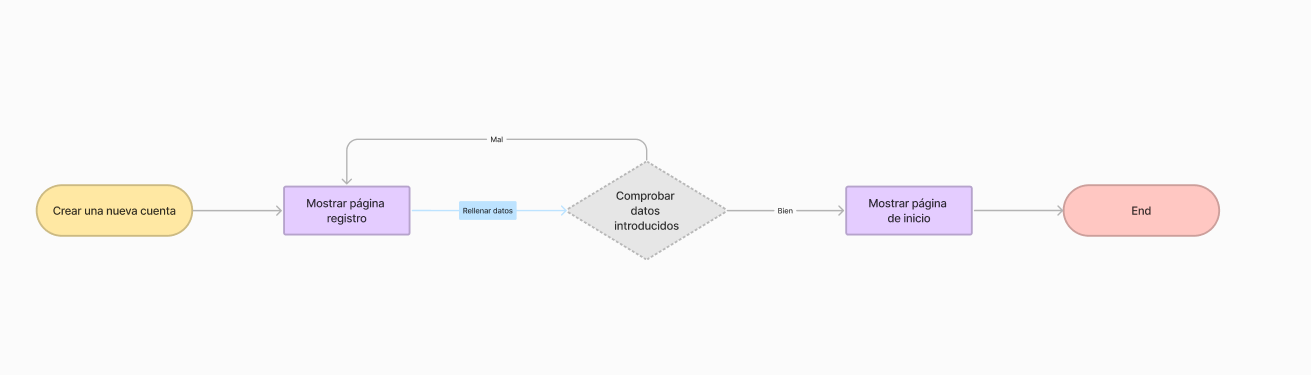 Mal
Crear una nueva cuenta
Mostrar página
registro
Rellenar datos
Comprobar
datos
introducidos
Bien
Mostrar página
de inicio
End